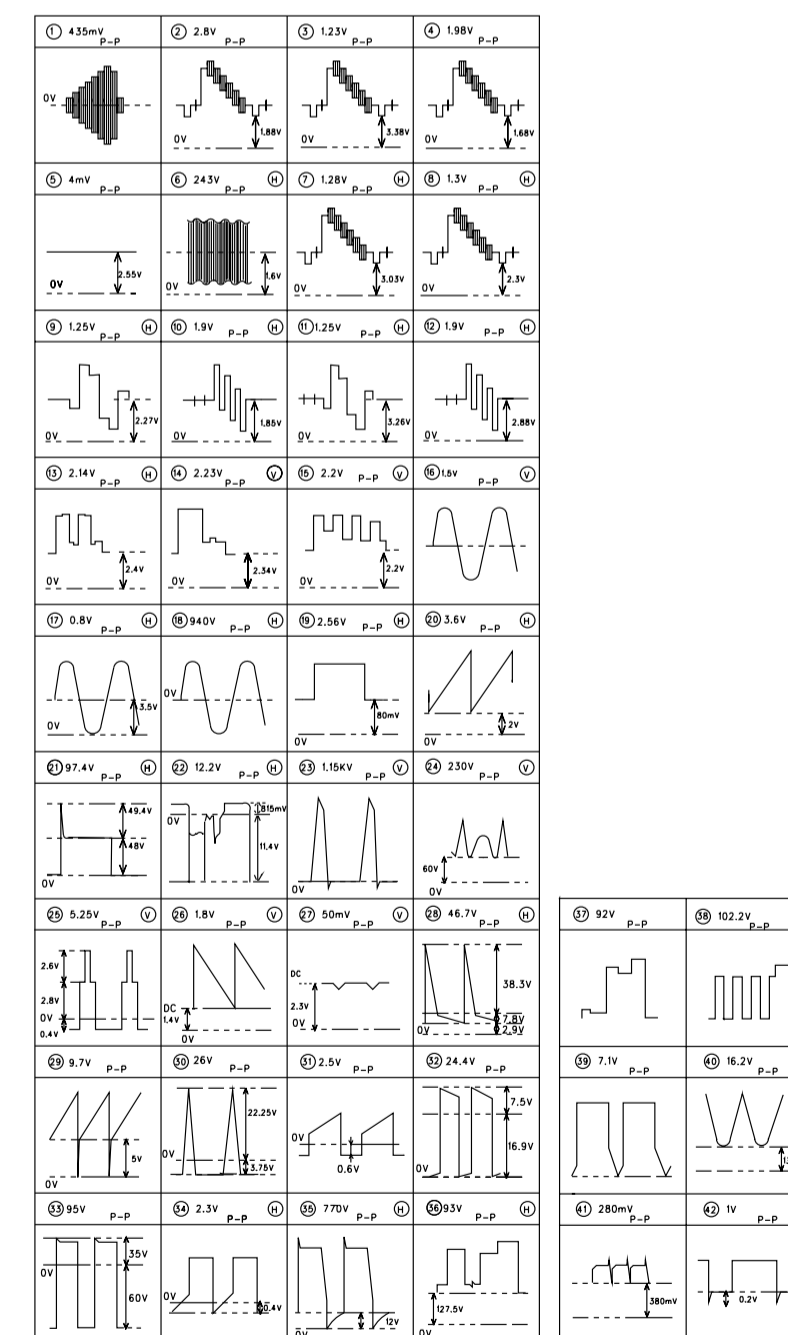 ① 435mV P-P
② 2.8V P-P
③ 1.23V P-P
④ 1.98V P-P
0V
0V 1.88V
0V 3.38V
0V 1.68V
⑤ 4mV P-P
⑥ 243V P-P Ⓗ
⑦ 1.28V P-P Ⓗ
⑧ 1.3V P-P Ⓗ
0V 2.55V
0V 1.6V
0V 3.03V
0V 2.3V
⑨ 1.25V P-P Ⓗ
⑩ 1.9V P-P Ⓗ
⑪ 1.25V P-P Ⓗ
⑫ 1.9V P-P Ⓗ
0V 2.27V
0V 1.85V
0V 3.26V
0V 2.88V
⑬ 2.14V P-P Ⓗ
⑭ 2.23V P-P Ⓥ
⑮ 2.2V P-P Ⓥ
⑯ 1.5V P-P Ⓥ
0V 2.4V
0V 2.34V
0V 2.2V
⑰ 0.8V P-P Ⓗ
⑱ 940V P-P Ⓗ
⑲ 2.56V P-P Ⓗ
⑳ 3.6V P-P Ⓗ
0V 3.5V
0V
0V 80mV
0V 2V
㉑ 97.4V P-P Ⓗ
㉒ 12.2V P-P Ⓗ
㉓ 1.15KV P-P Ⓥ
㉔ 230V P-P Ⓥ
49.4V
48V
0V
0V 815mV
11.4V
0V
60V
0V
㉕ 5.25V P-P Ⓥ
㉖ 1.8V P-P Ⓥ
㉗ 50mV P-P Ⓥ
㉘ 46.7V P-P Ⓗ
㊲ 92V P-P
㊳ 102.2V P-P
2.6V
2.8V
0V
0.4V
DC
1.4V
0V
DC
2.3V
0V
38.3V
7.8V
0V 2.9V
㉙ 9.7V P-P
㉚ 26V P-P
㉛ 2.5V P-P
㉜ 24.4V P-P
㊴ 7.1V P-P
㊵ 16.2V P-P
5V
22.25V
0V 3.75V
0V
0.6V
7.5V
16.9V
0V
㉝ 95V P-P
㉞ 2.3V P-P Ⓗ
㉟ 770V P-P Ⓗ
㊱ 93V P-P Ⓗ
㊶ 280mV P-P
㊷ 1V P-P
35V
0V
60V
0V
0.4V
12V
0V
127.5V
0V
380mV
0.2V